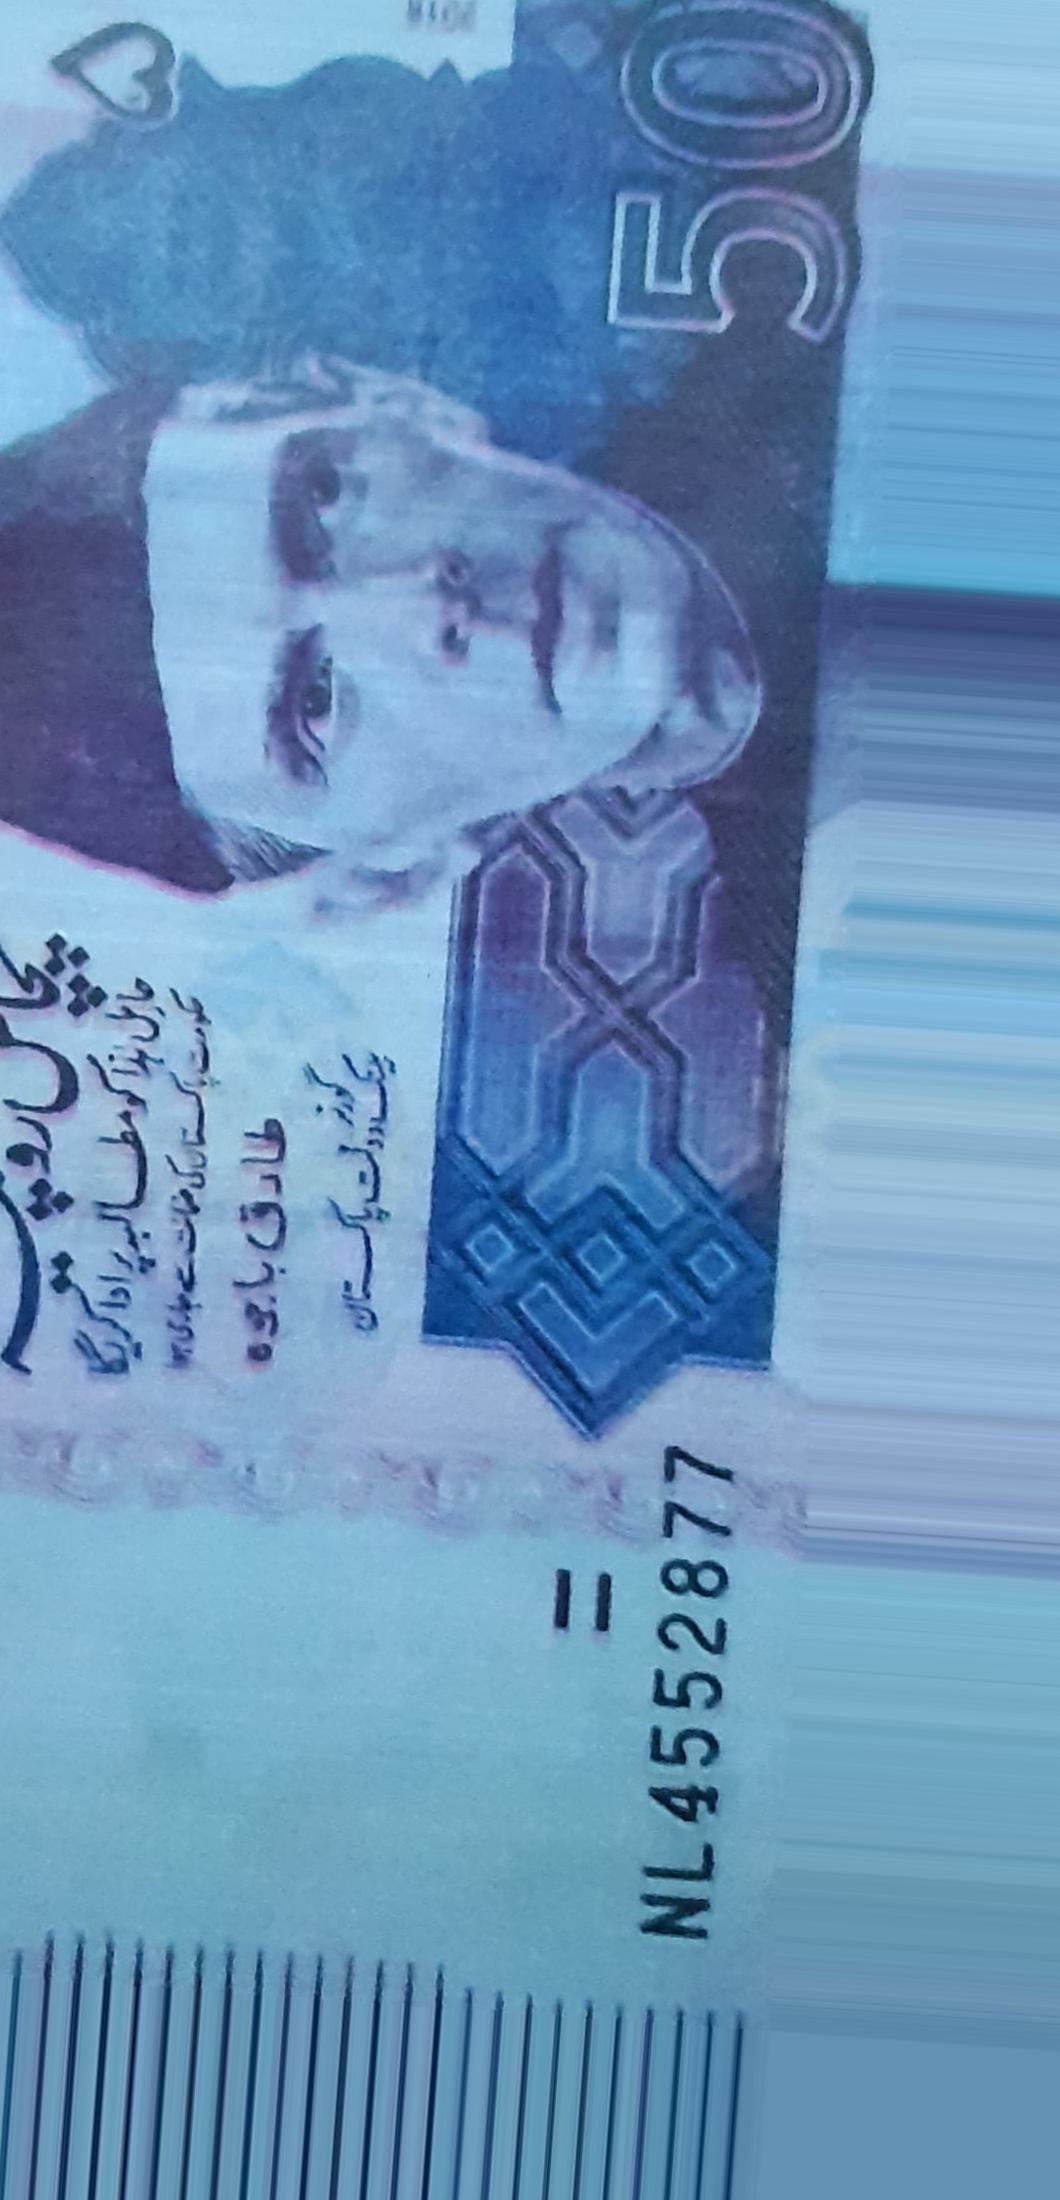 پچاس روپیہ
حامل ہذا کو مطالبہ پر ادا کریگا
حکومت پاکستان کی ضمانت سے جاری ہوا
طارق باجوہ
گورنر
بینک دولت پاکستان
50
NL4552877